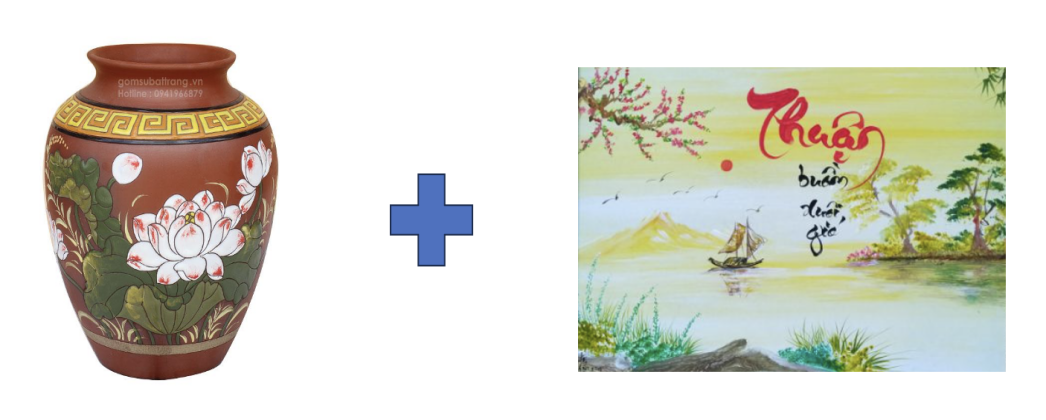 gomsubattrang.vn
Hotline : 0941966879
Thuận
buồm
xuôi
gió